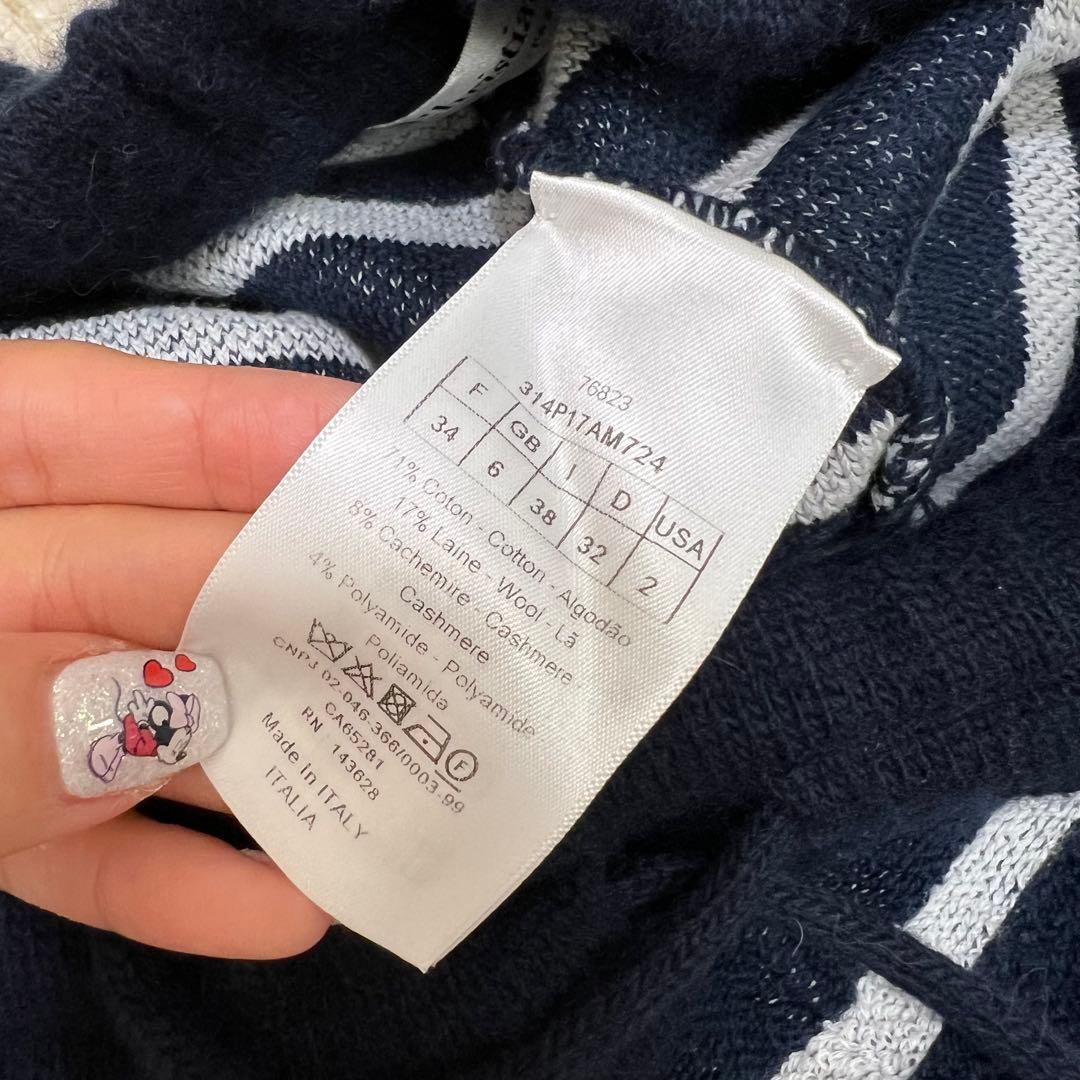 76823
314P17AM724
F GB I D USA
34 6 38 32 2
71% Coton - Cotton - Algodão
17% Laine - Wool - Lã
8% Cachemire - Cashmere
Cashmere
4% Polyamide - Polyamide
Poliamida
F
CNPJ 02-046-366/0003-99
CA65281
RN 143628
Made In ITALY
ITALIA